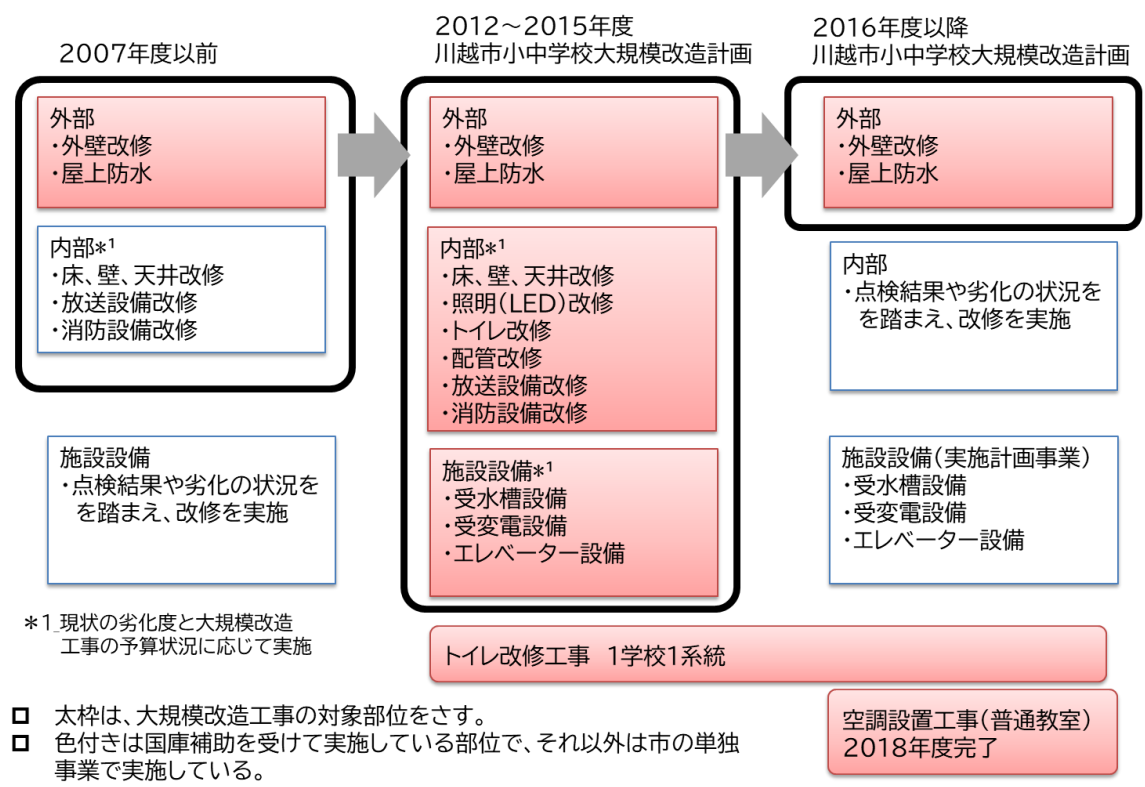 2007年度以前
2012～2015年度
川越市小中学校大規模改造計画
2016年度以降
川越市小中学校大規模改造計画
外部
・外壁改修
・屋上防水
内部*¹
・床、壁、天井改修
・放送設備改修
・消防設備改修
施設設備
・点検結果や劣化の状況を
を踏まえ、改修を実施
外部
・外壁改修
・屋上防水
内部*¹
・床、壁、天井改修
・照明(LED)改修
・トイレ改修
・配管改修
・放送設備改修
・消防設備改修
施設設備*¹
・受水槽設備
・受変電設備
・エレベーター設備
外部
・外壁改修
・屋上防水
内部
・点検結果や劣化の状況を
を踏まえ、改修を実施
施設設備(実施計画事業)
・受水槽設備
・受変電設備
・エレベーター設備
*1_現状の劣化度と大規模改造
工事の予算状況に応じて実施
トイレ改修工事 1学校1系統
空調設置工事(普通教室)
2018年度完了
太枠は、大規模改造工事の対象部位をさす。
色付きは国庫補助を受けて実施している部位で、それ以外は市の単独
事業で実施している。